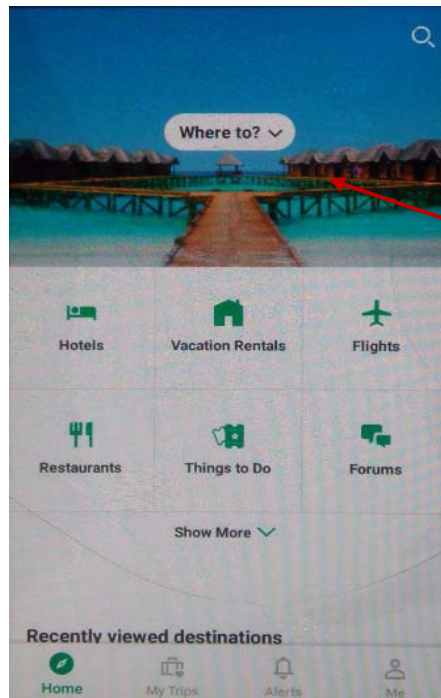 Where to?
Hotels
Vacation Rentals
Flights
Restaurants
Things to Do
Forums
Show More
Recently viewed destinations
Home
My Trips
Alerts
Me